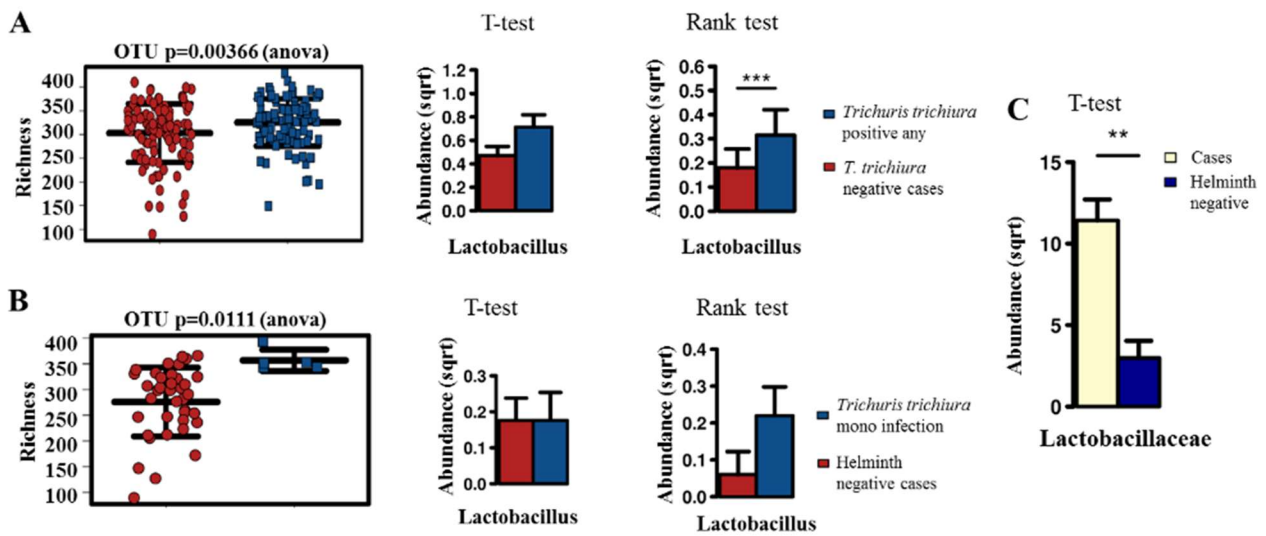 A
OTU p=0.00366 (anova)
Richness
400
350
300
250
200
150
100
T-test
Abundance (sqrt)
1.2
1.0
0.8
0.6
0.4
0.2
0.0
Lactobacillus
Rank test
Abundance (sqrt)
0.6
0.5
0.4
0.3
0.2
0.1
0.0
***
Lactobacillus
Trichuris trichiura
positive any
T. trichiura
negative cases
B
OTU p=0.0111 (anova)
Richness
400
350
300
250
200
150
100
T-test
Abundance (sqrt)
0.3
0.2
0.1
0.0
Lactobacillus
Rank test
Abundance (sqrt)
0.4
0.3
0.2
0.1
0.0
Lactobacillus
Trichuris trichiura
mono infection
Helminth
negative cases
C
T-test
**
Abundance (sqrt)
15
10
5
0
Lactobacillaceae
Cases
Helminth
negative